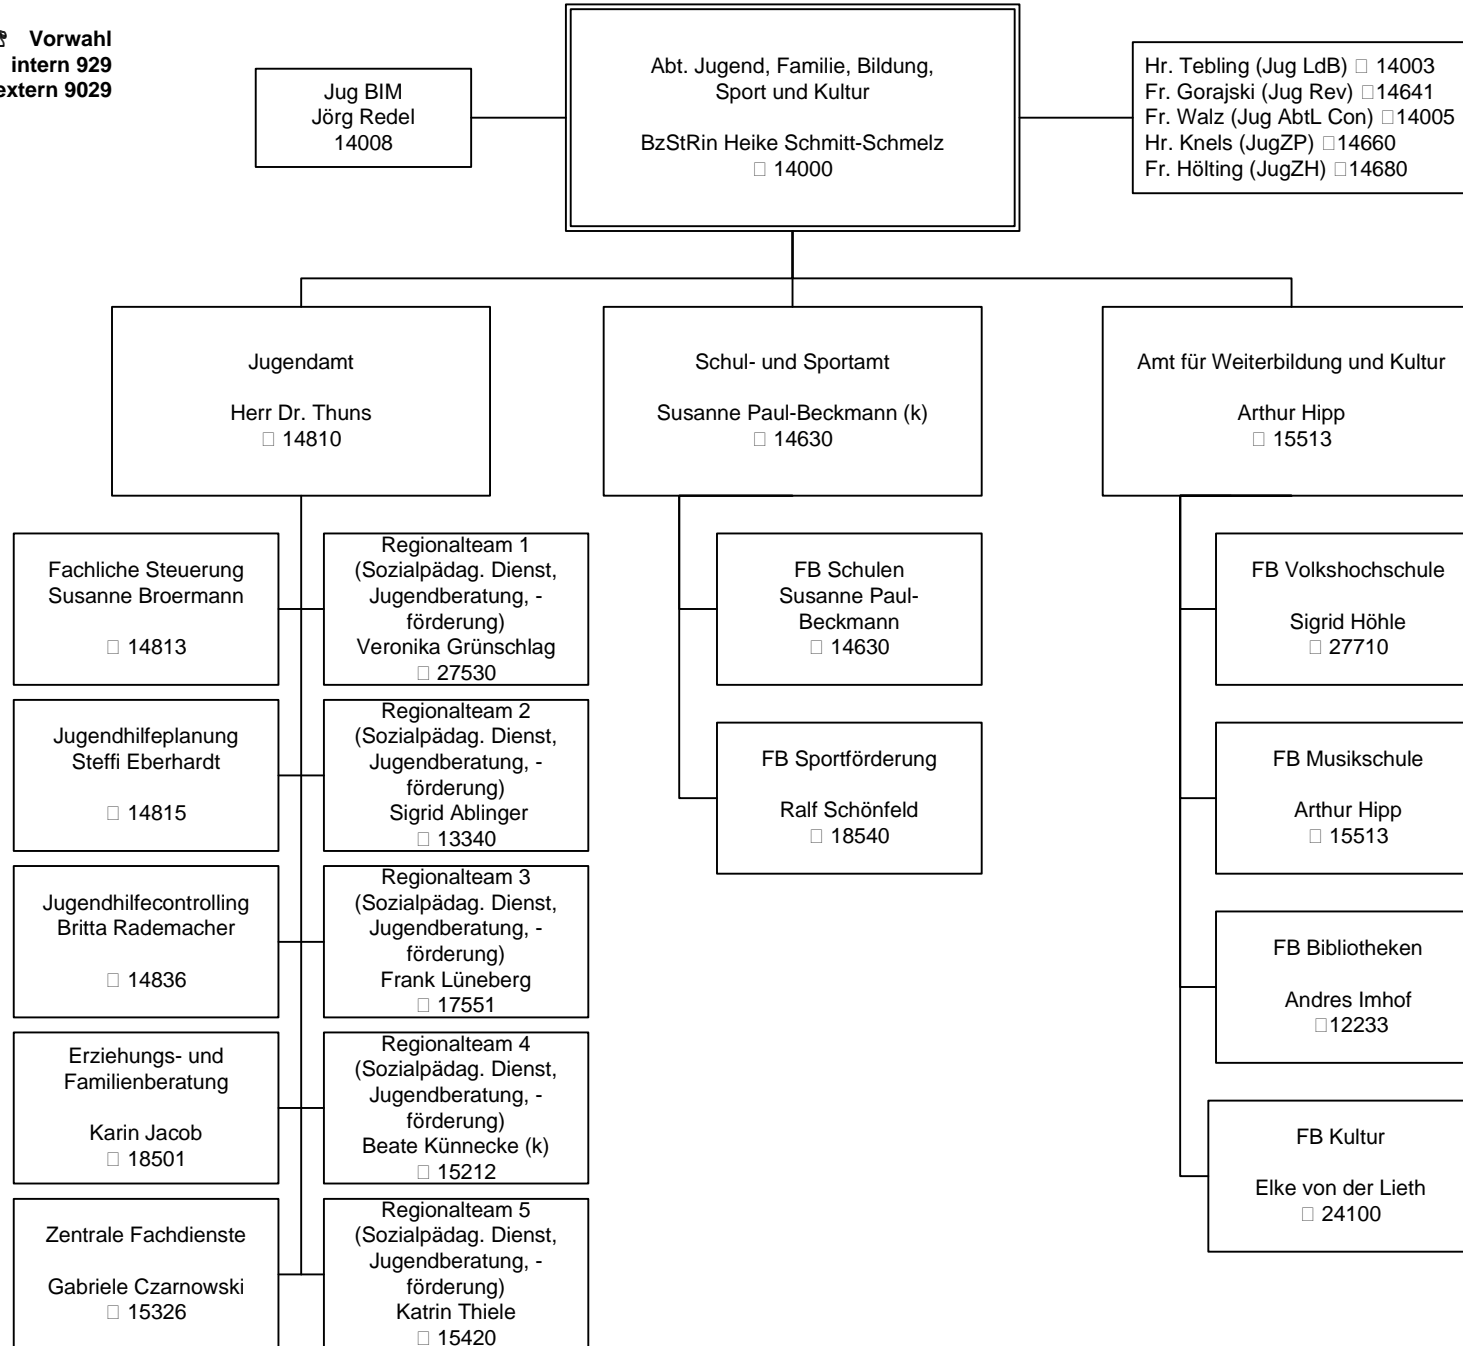 Vorwahl
intern 929
extern 9029
Jug BIM
Jörg Redel
14008
Abt. Jugend, Familie, Bildung,
Sport und Kultur
BzStRin Heike Schmitt-Schmelz
14000
Hr. Tebling (Jug LdB) 14003
Fr. Gorajski (Jug Rev) 14641
Fr. Walz (Jug AbtL Con) 14005
Hr. Knels (JugZP) 14660
Fr. Hölting (JugZH) 14680
Jugendamt
Herr Dr. Thuns
14810
Schul- und Sportamt
Susanne Paul-Beckmann (k)
14630
Amt für Weiterbildung und Kultur
Arthur Hipp
15513
Fachliche Steuerung
Susanne Broermann
14813
Regionalteam 1
(Sozialpädag. Dienst,
Jugendberatung, -
förderung)
Veronika Grünschlag
27530
FB Schulen
Susanne Paul-
Beckmann
14630
FB Volkshochschule
Sigrid Höhle
27710
Jugendhilfeplanung
Steffi Eberhardt
14815
Regionalteam 2
(Sozialpädag. Dienst,
Jugendberatung, -
förderung)
Sigrid Ablinger
13340
FB Sportförderung
Ralf Schönfeld
18540
FB Musikschule
Arthur Hipp
15513
Jugendhilfecontrolling
Britta Rademacher
14836
Regionalteam 3
(Sozialpädag. Dienst,
Jugendberatung, -
förderung)
Frank Lüneberg
17551
FB Bibliotheken
Andres Imhof
12233
Erziehungs- und
Familienberatung
Karin Jacob
18501
Regionalteam 4
(Sozialpädag. Dienst,
Jugendberatung, -
förderung)
Beate Künnecke (k)
15212
FB Kultur
Elke von der Lieth
24100
Zentrale Fachdienste
Gabriele Czarnowski
15326
Regionalteam 5
(Sozialpädag. Dienst,
Jugendberatung, -
förderung)
Katrin Thiele
15420